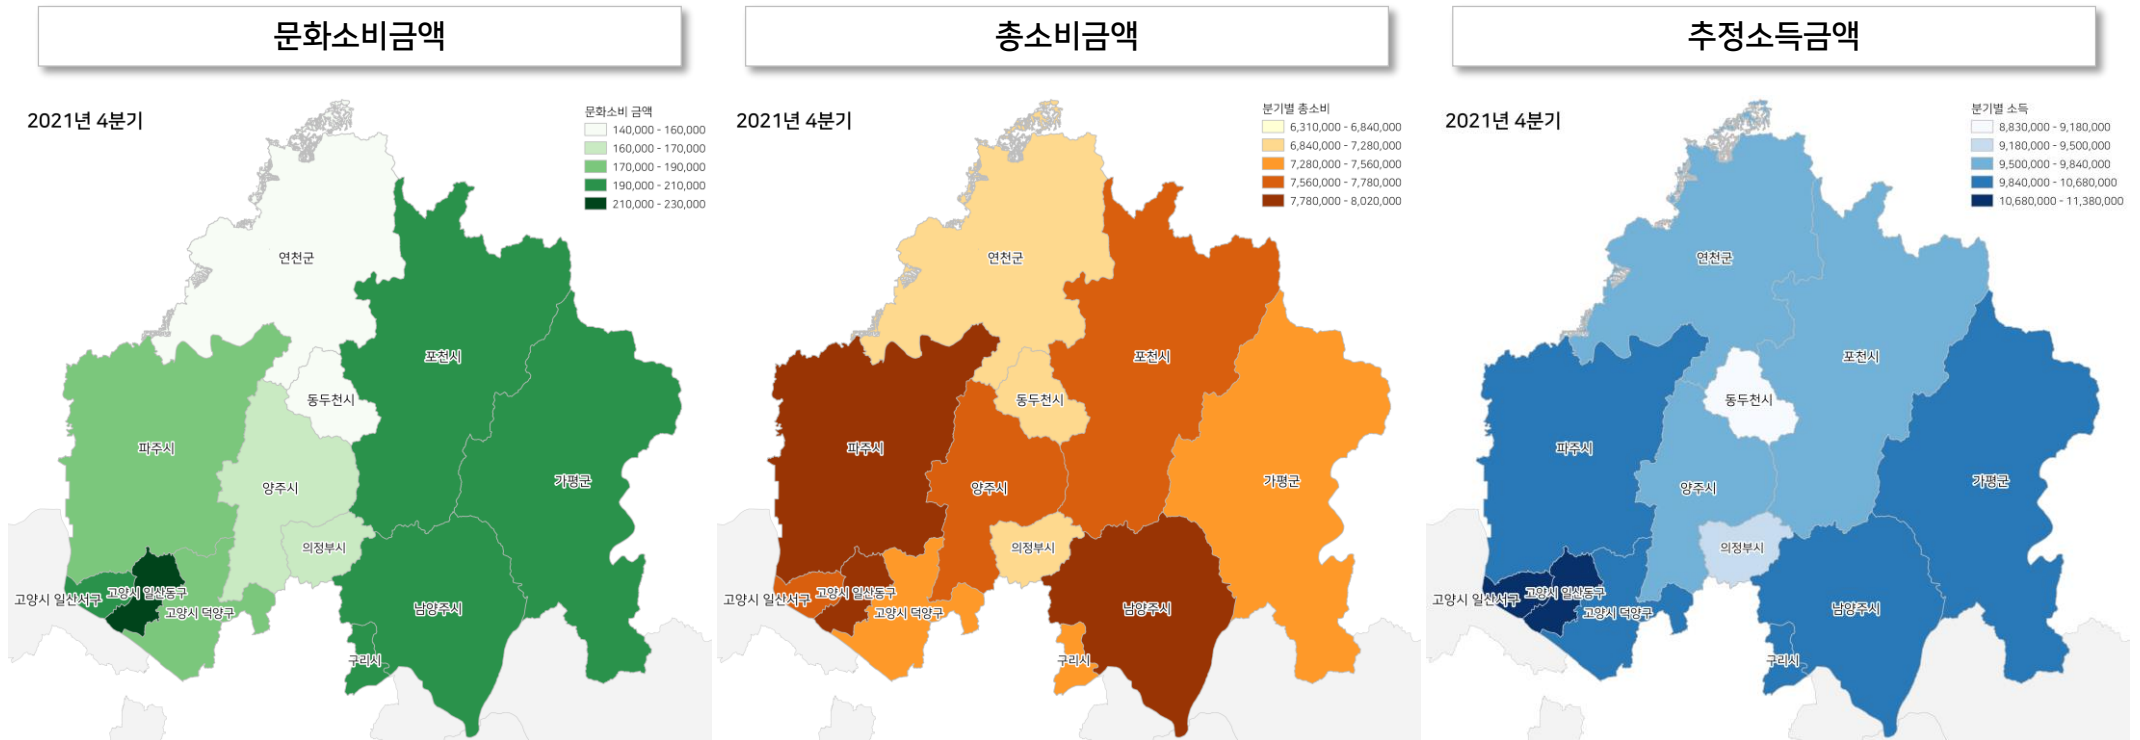 문화소비금액
총소비금액
추정소득금액
2021년 4분기
문화소비 금액
140,000 - 160,000
160,000 - 170,000
170,000 - 190,000
190,000 - 210,000
210,000 - 230,000
연천군
포천시
동두천시
파주시
양주시
가평군
의정부시
고양시 일산서구
고양시 일산동구
고양시 덕양구
남양주시
구리시
2021년 4분기
분기별 총소비
6,310,000 - 6,840,000
6,840,000 - 7,280,000
7,280,000 - 7,560,000
7,560,000 - 7,780,000
7,780,000 - 8,020,000
연천군
포천시
동두천시
파주시
양주시
가평군
의정부시
고양시 일산서구
고양시 일산동구
고양시 덕양구
남양주시
구리시
2021년 4분기
분기별 소득
8,830,000 - 9,180,000
9,180,000 - 9,500,000
9,500,000 - 9,840,000
9,840,000 - 10,680,000
10,680,000 - 11,380,000
연천군
포천시
동두천시
파주시
양주시
가평군
의정부시
고양시 일산서구
고양시 일산동구
고양시 덕양구
남양주시
구리시